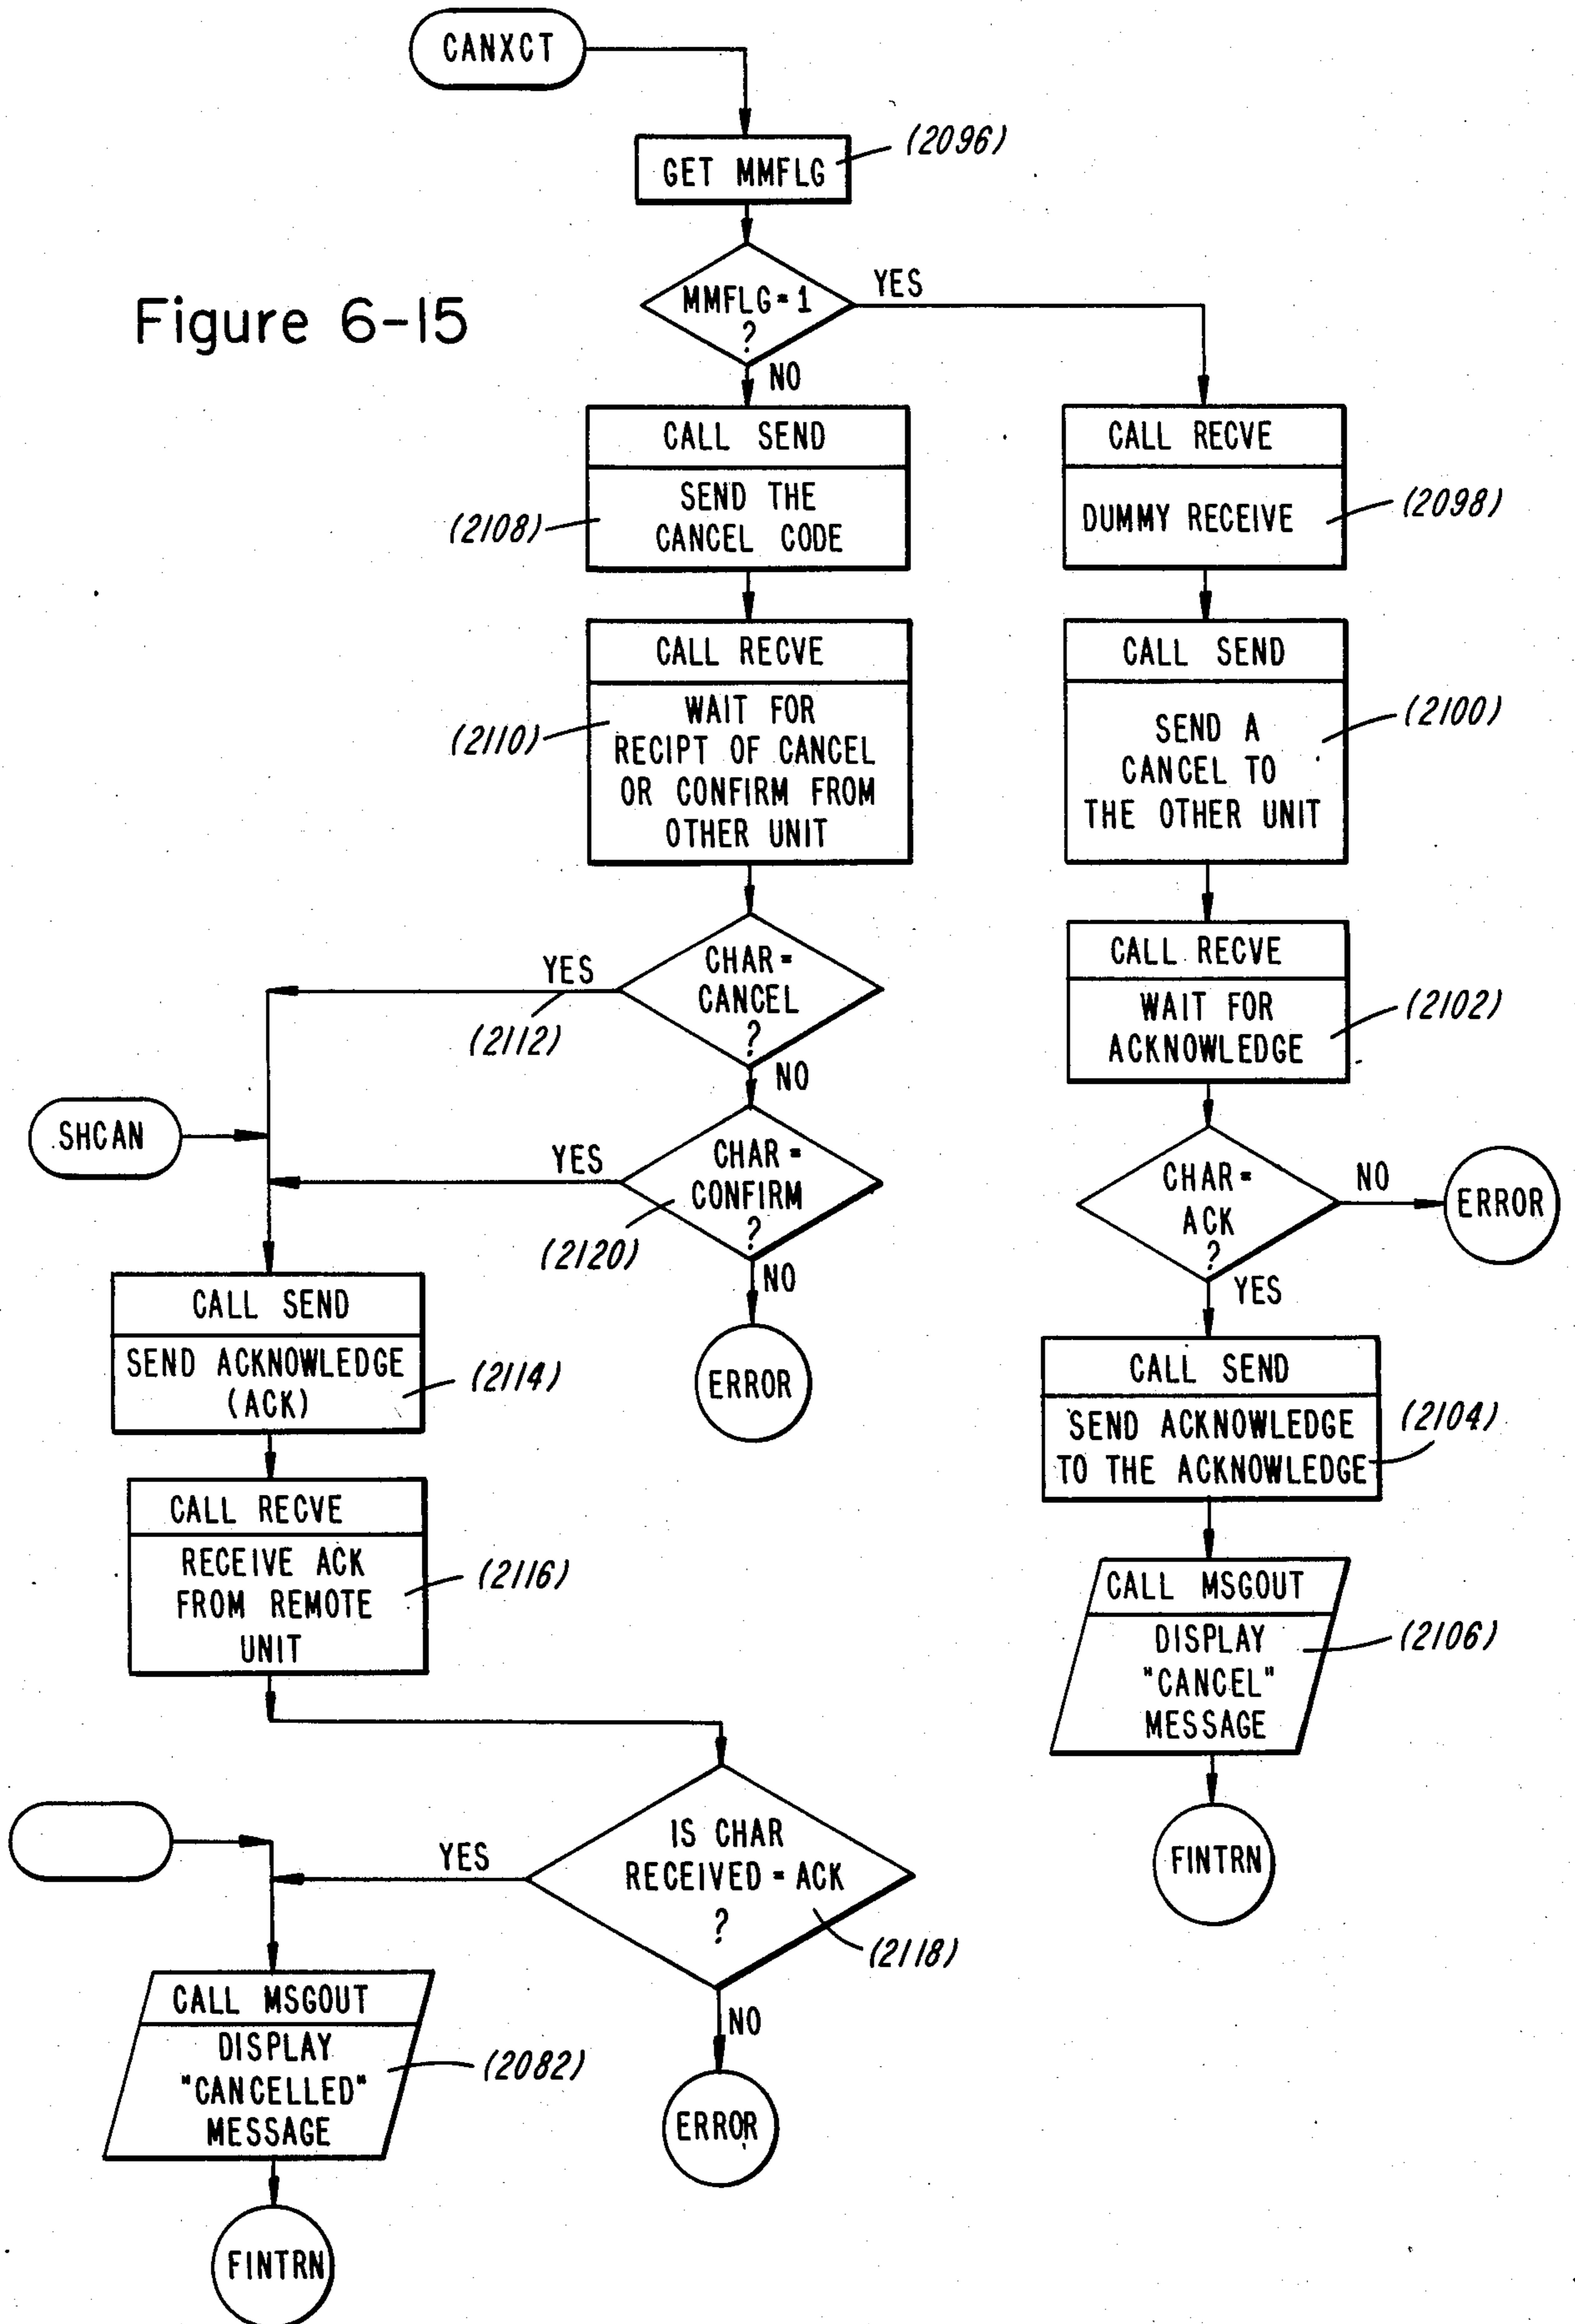 CANXCT
GET MMFLG
(2096)
Figure 6-15
MMFLG=1
?
YES
NO
CALL SEND
SEND THE
CANCEL CODE
(2108)
CALL RECVE
DUMMY RECEIVE
(2098)
CALL RECVE
WAIT FOR
RECIPT OF CANCEL
OR CONFIRM FROM
OTHER UNIT
(2110)
CALL SEND
SEND A
CANCEL TO
THE OTHER UNIT
(2100)
CHAR=
CANCEL
?
YES
(2112)
NO
CALL RECVE
WAIT FOR
ACKNOWLEDGE
(2102)
SHCAN
CHAR=
CONFIRM
?
YES
(2120)
NO
ERROR
CHAR=
ACK
?
NO
ERROR
YES
CALL SEND
SEND ACKNOWLEDGE
(ACK)
(2114)
CALL SEND
SEND ACKNOWLEDGE
TO THE ACKNOWLEDGE
(2104)
CALL RECVE
RECEIVE ACK
FROM REMOTE
UNIT
(2116)
CALL MSGOUT
DISPLAY
"CANCEL"
MESSAGE
(2106)
FINTRN
IS CHAR
RECEIVED=ACK
?
YES
(2118)
NO
ERROR
CALL MSGOUT
DISPLAY
"CANCELLED"
MESSAGE
(2082)
FINTRN